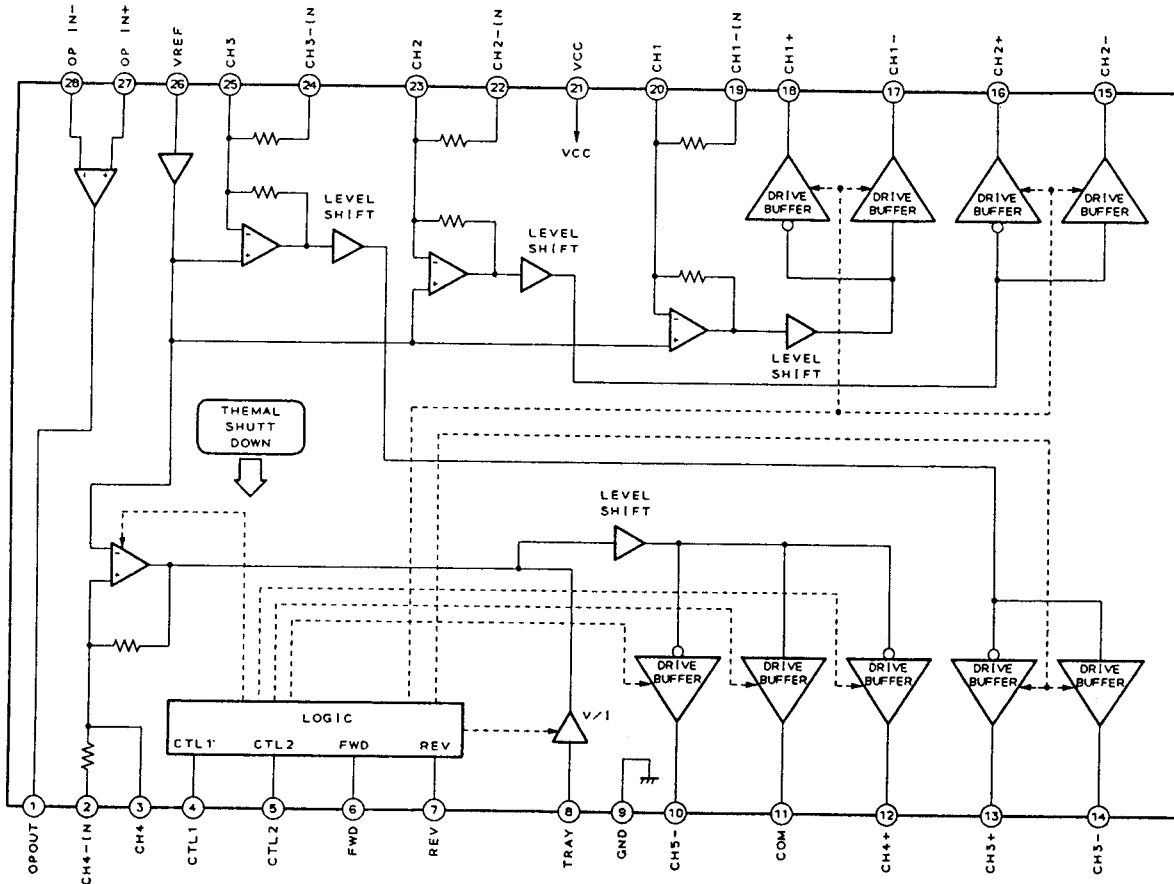 OP IN-
OP IN+
VREF
CH3
CH3-IN
CH2
CH2-IN
VCC
CH1
CH1-IN
CH1+
CH1-
CH2+
CH2-
28
27
26
25
24
23
22
21
20
19
18
17
16
15
VCC
- +
LEVEL
SHIFT
DRIVE
BUFFER
DRIVE
BUFFER
DRIVE
BUFFER
DRIVE
BUFFER
-
+
LEVEL
SHIFT
-
+
-
+
LEVEL
SHIFT
THEMAL
SHUTT
DOWN
LEVEL
SHIFT
-
+
DRIVE
BUFFER
DRIVE
BUFFER
DRIVE
BUFFER
DRIVE
BUFFER
DRIVE
BUFFER
LOGIC
CTL1' CTL2 FWD REV
V/I
1
2
3
4
5
6
7
8
9
10
11
12
13
14
OPOUT
CH4-IN
CH4
CTL1
CTL2
FWD
REV
TRAY
GND
CH5-
COM
CH4+
CH3+
CH3-